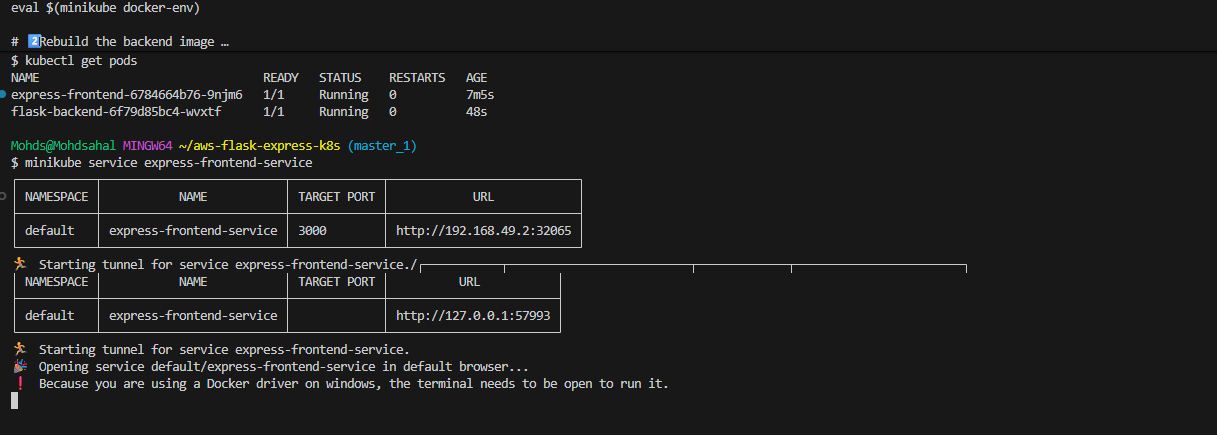 eval $(minikube docker-env)
# 2️⃣Rebuild the backend image …
$ kubectl get pods
NAME READY STATUS RESTARTS AGE
express-frontend-6784664b76-9njm6 1/1 Running 0 7m5s
flask-backend-6f79d85bc4-wvxtf 1/1 Running 0 48s
Mohds@Mohdsahal MINGW64 ~/aws-flask-express-k8s (master_1)
$ minikube service express-frontend-service
NAMESPACE NAME TARGET PORT URL
default express-frontend-service 3000 http://192.168.49.2:32065
🏃 Starting tunnel for service express-frontend-service./
NAMESPACE NAME TARGET PORT URL
default express-frontend-service http://127.0.0.1:57993
🏃 Starting tunnel for service express-frontend-service.
🎉 Opening service default/express-frontend-service in default browser...
❗ Because you are using a Docker driver on windows, the terminal needs to be open to run it.